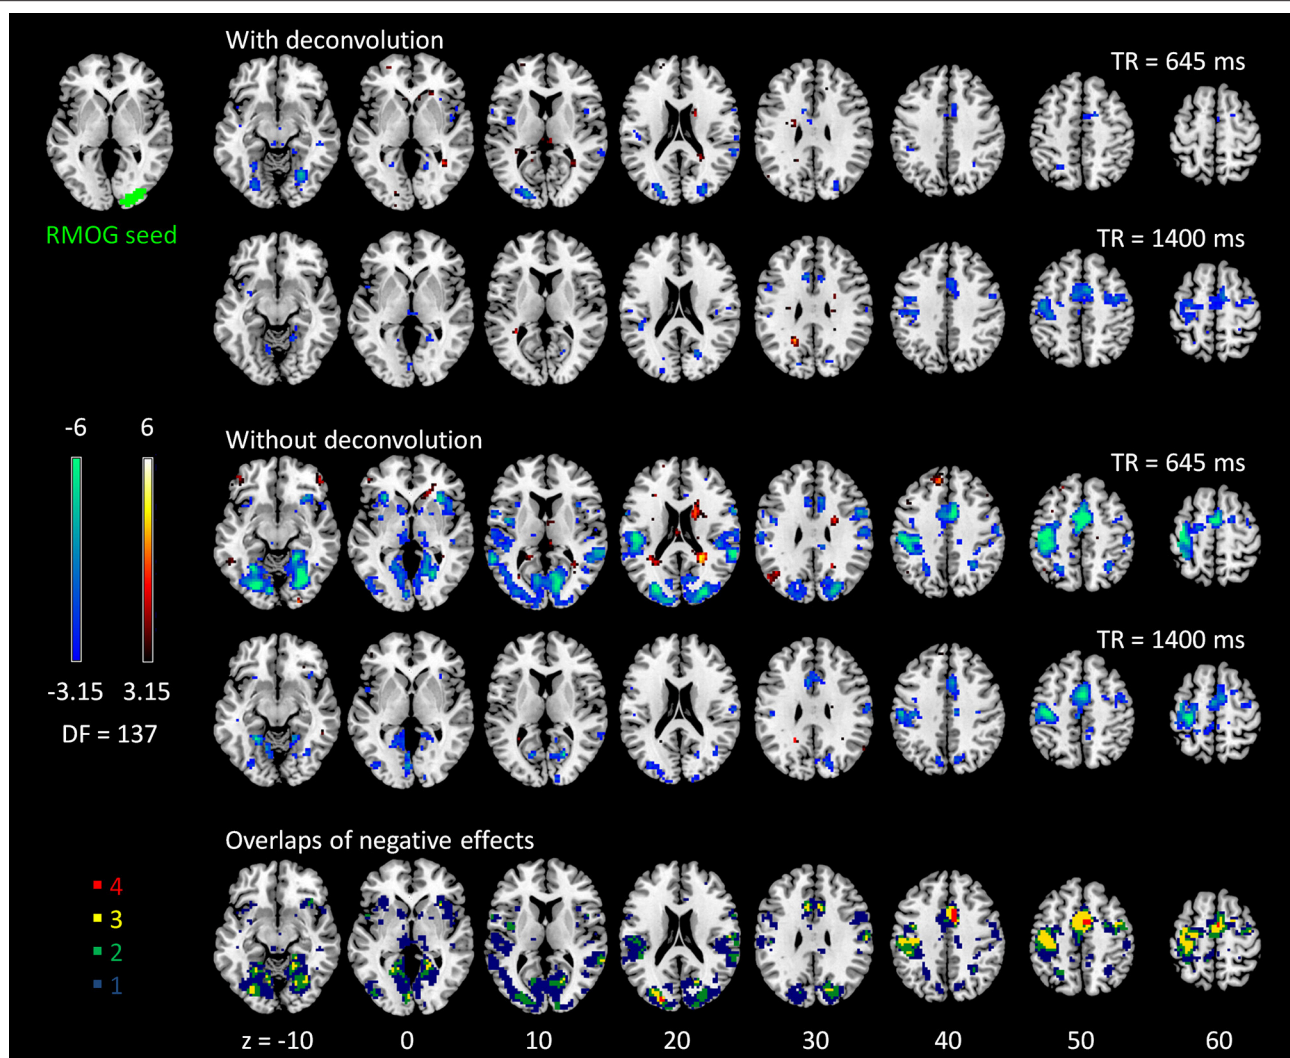 With deconvolution
TR = 645 ms
RMOG seed
TR = 1400 ms
-6 6
Without deconvolution
TR = 645 ms
TR = 1400 ms
-3.15 3.15
DF = 137
Overlaps of negative effects
4
3
2
1
z = -10 0 10 20 30 40 50 60